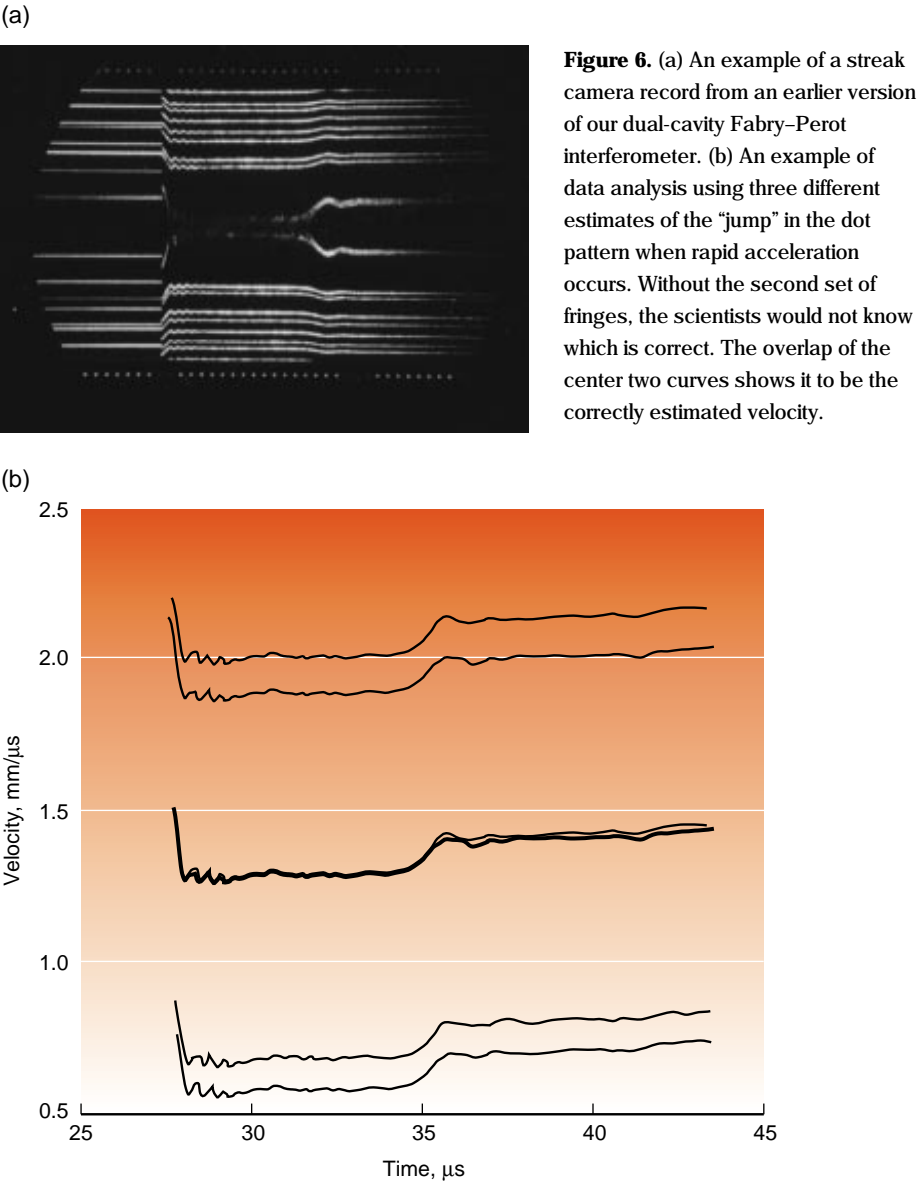 (a)
Figure 6. (a) An example of a streak
camera record from an earlier version
of our dual-cavity Fabry–Perot
interferometer. (b) An example of
data analysis using three different
estimates of the “jump” in the dot
pattern when rapid acceleration
occurs. Without the second set of
fringes, the scientists would not know
which is correct. The overlap of the
center two curves shows it to be the
correctly estimated velocity.
(b)
2.5
2.0
1.5
1.0
0.5
Velocity, mm/μs
25
30
35
40
45
Time, μs